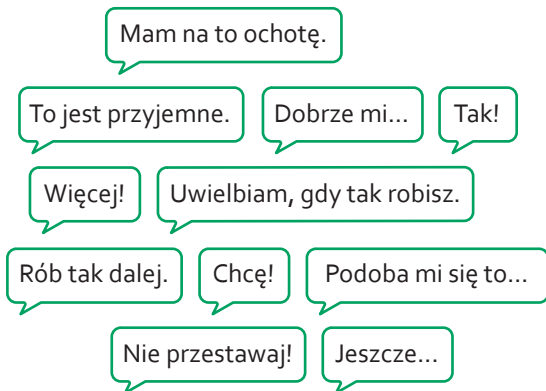 Mam na to ochotę.
To jest przyjemne.
Dobrze mi...
Tak!
Więcej!
Uwielbiam, gdy tak robisz.
Rób tak dalej.
Chcę!
Podoba mi się to...
Nie przestawaj!
Jeszcze...